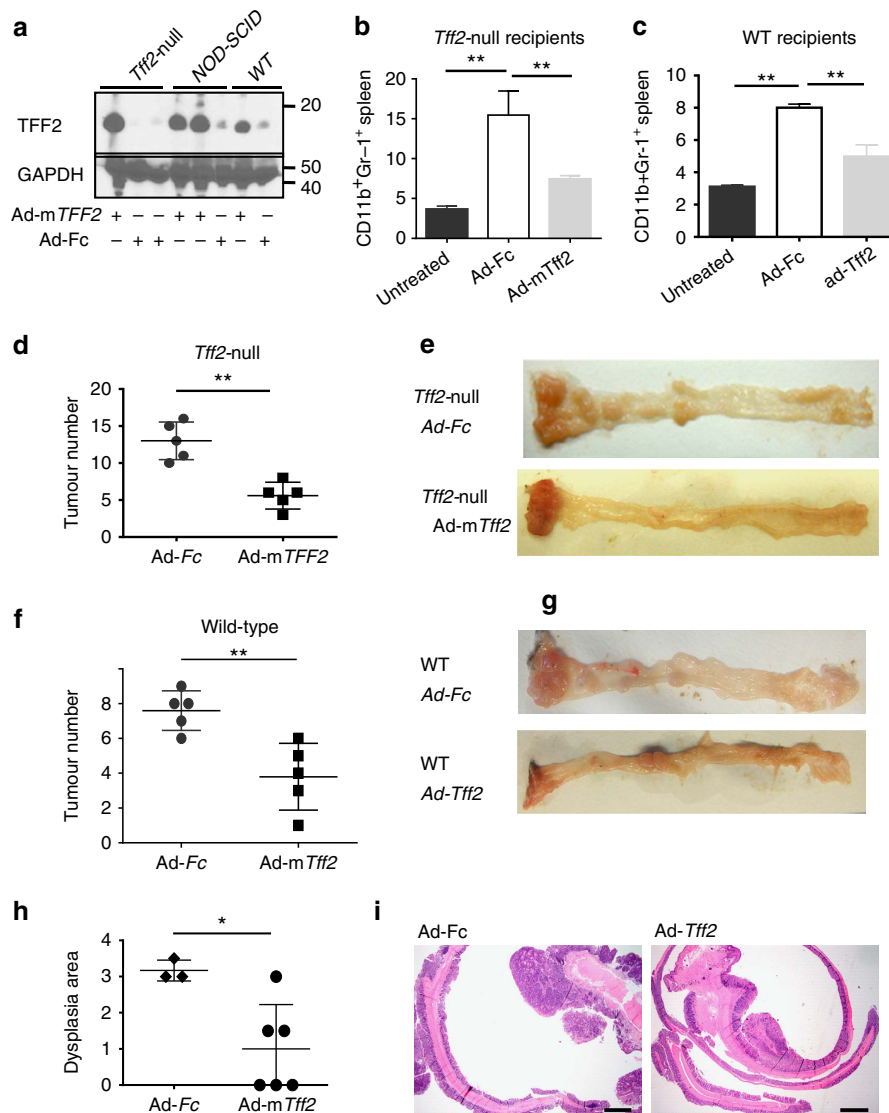 a
Tff2-null
NOD-SCID
WT
20
TFF2
GAPDH
50
40
Ad-mTFF2 + – – + + – + –
Ad-Fc – + + – – + – +
b
Tff2-null recipients
**
**
20
15
10
5
0
CD11b+Gr–1+ spleen
Untreated
Ad-Fc
Ad-mTff2
c
WT recipients
**
**
8
6
4
2
0
CD11b+Gr-1+ spleen
Untreated
Ad-Fc
ad-Tff2
d
Tff2-null
**
20
15
10
5
0
Tumour number
Ad-Fc
Ad-mTFF2
e
Tff2-null
Ad-Fc
Tff2-null
Ad-mTff2
f
Wild-type
**
8
6
4
2
0
Tumour number
Ad-Fc
Ad-mTff2
g
WT
Ad-Fc
WT
Ad-Tff2
h
*
4
3
2
1
0
Dysplasia area
Ad-Fc
Ad-mTff2
i
Ad-Fc
Ad-Tff2